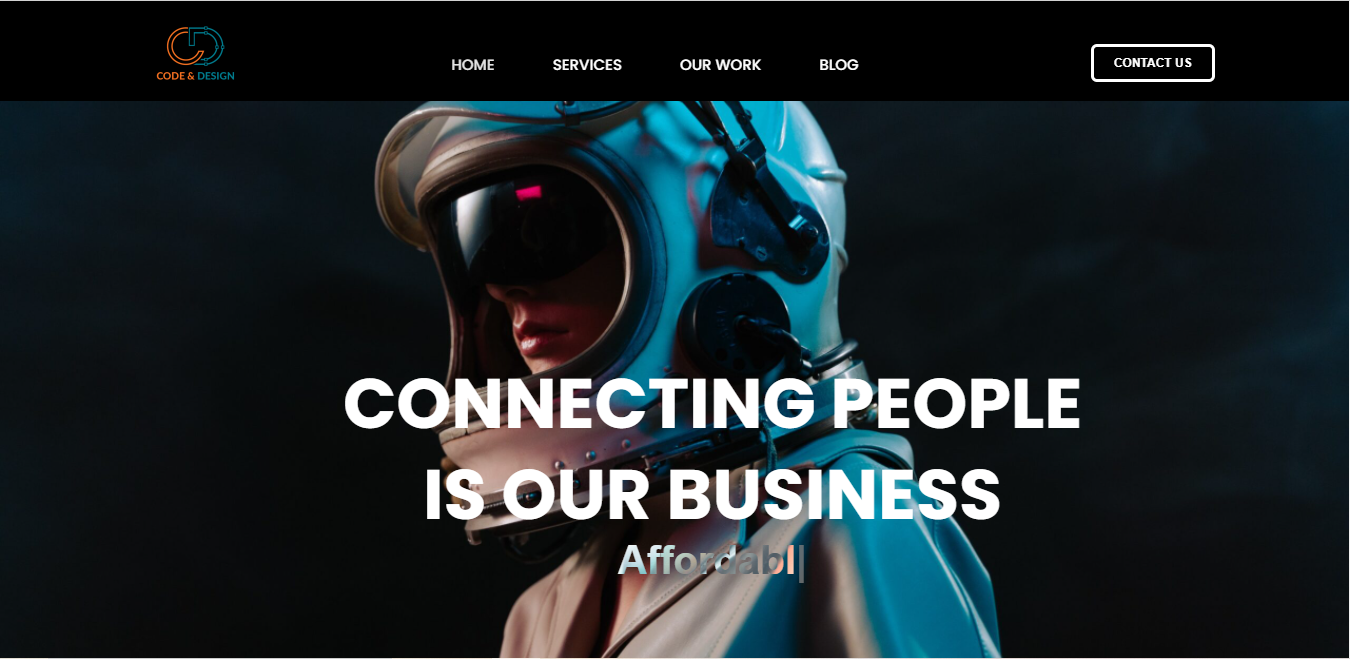 CODE & DESIGN
HOME
SERVICES
OUR WORK
BLOG
CONTACT US
CONNECTING PEOPLE
IS OUR BUSINESS
Affordabl|